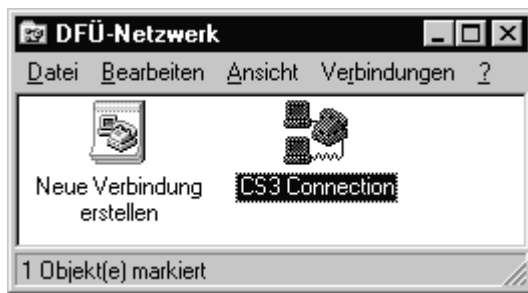 DFÜ-Netzwerk
Datei Bearbeiten Ansicht Verbindungen ?
Neue Verbindung
erstellen
CS3 Connection
1 Objekt(e) markiert